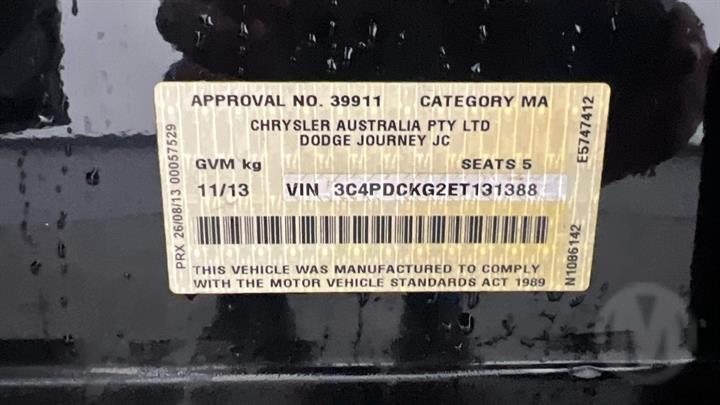 APPROVAL NO. 39911 CATEGORY MA
CHRYSLER AUSTRALIA PTY LTD
DODGE JOURNEY JC
GVM kg SEATS 5
11/13 VIN 3C4PDCKG2ET131388
THIS VEHICLE WAS MANUFACTURED TO COMPLY
WITH THE MOTOR VEHICLE STANDARDS ACT 1989
PRX 26/08/13 00057529
E5747412
N1086142
M